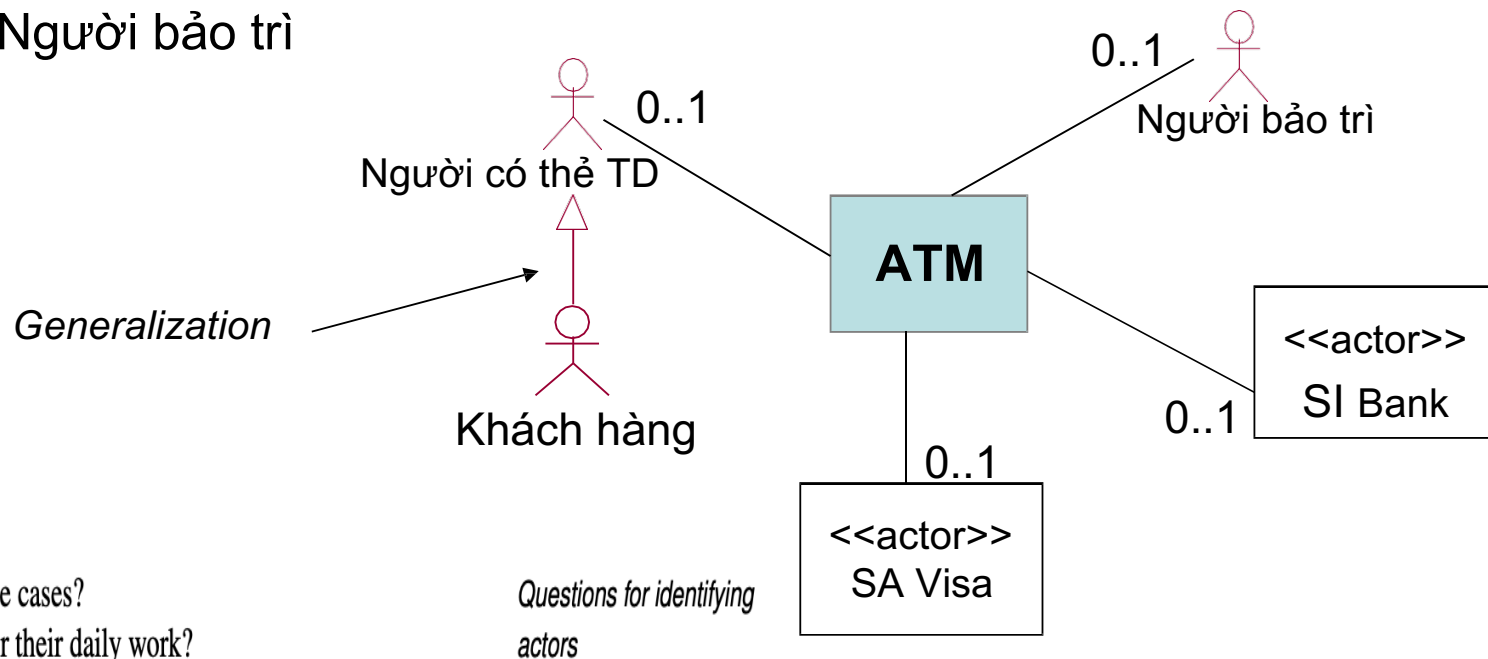 Người bảo trì
0..1
0..1
Người bảo trì
Người có thẻ TD
ATM
Generalization
<<actor>>
SI Bank
0..1
Khách hàng
0..1
<<actor>>
SA Visa
e cases?
Questions for identifying
r their daily work?
actors